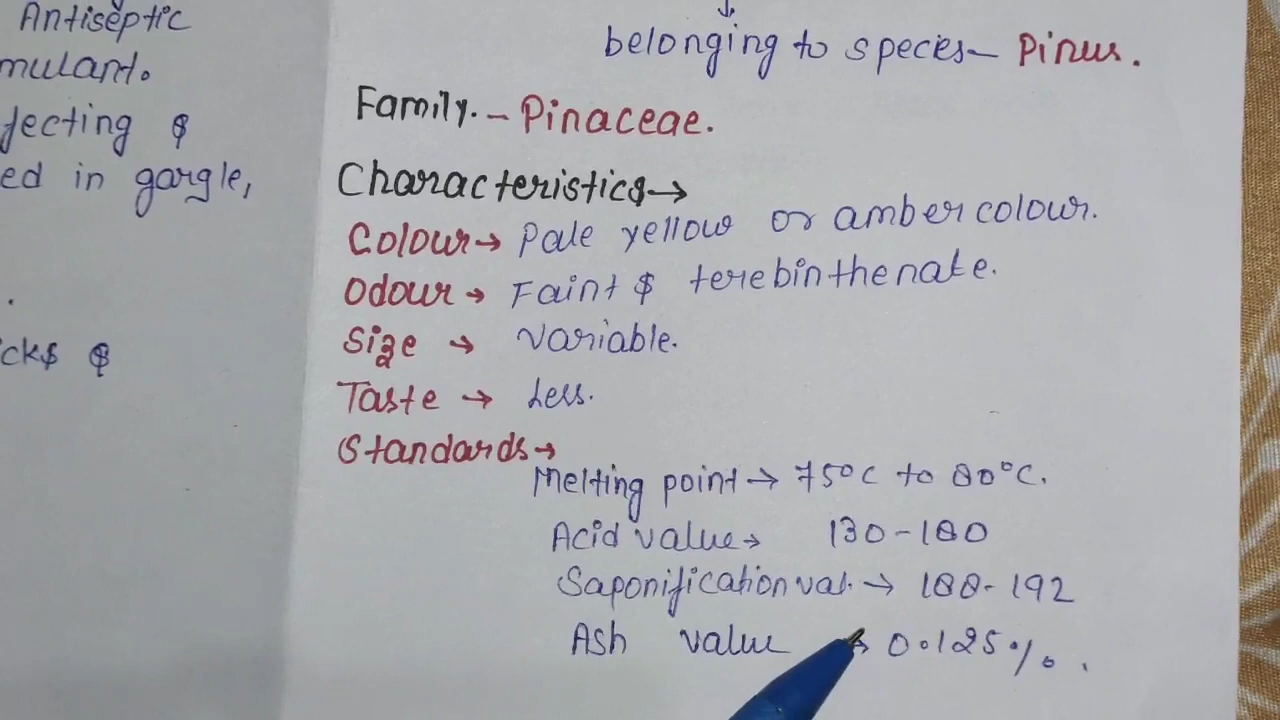 Antiseptic
mulant.
jecting &
ed in gargle,
.
cks &
↓
belonging to species— Pinus.
Family. - Pinaceae.
Characteristics→
Colour→ Pale yellow or amber colour.
Odour → Faint & terebinthenate.
Size → variable.
Taste → Less.
Standards→
Melting point → 75°C to 80°C.
Acid value→ 130-180
Saponification val. → 188-192
Ash value → 0.125%.